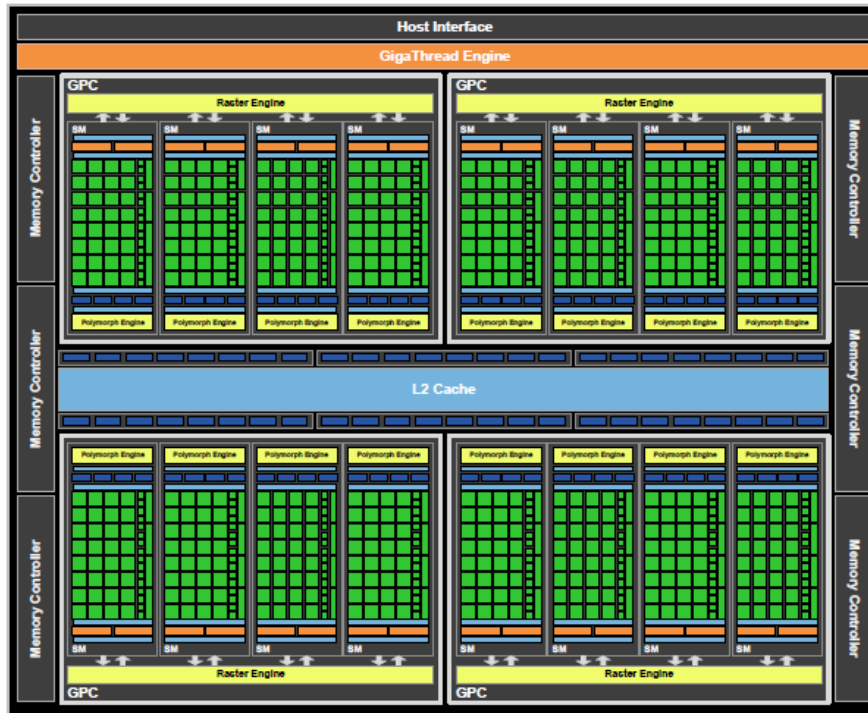 Host Interface
GigaThread Engine
Memory Controller
Memory Controller
Memory Controller
GPC
Raster Engine
SM SM SM SM
Polymorph Engine Polymorph Engine Polymorph Engine Polymorph Engine
GPC
Raster Engine
SM SM SM SM
Polymorph Engine Polymorph Engine Polymorph Engine Polymorph Engine
L2 Cache
Polymorph Engine Polymorph Engine Polymorph Engine Polymorph Engine
SM SM SM SM
Raster Engine
GPC
Polymorph Engine Polymorph Engine Polymorph Engine Polymorph Engine
SM SM SM SM
Raster Engine
GPC
Memory Controller
Memory Controller
Memory Controller